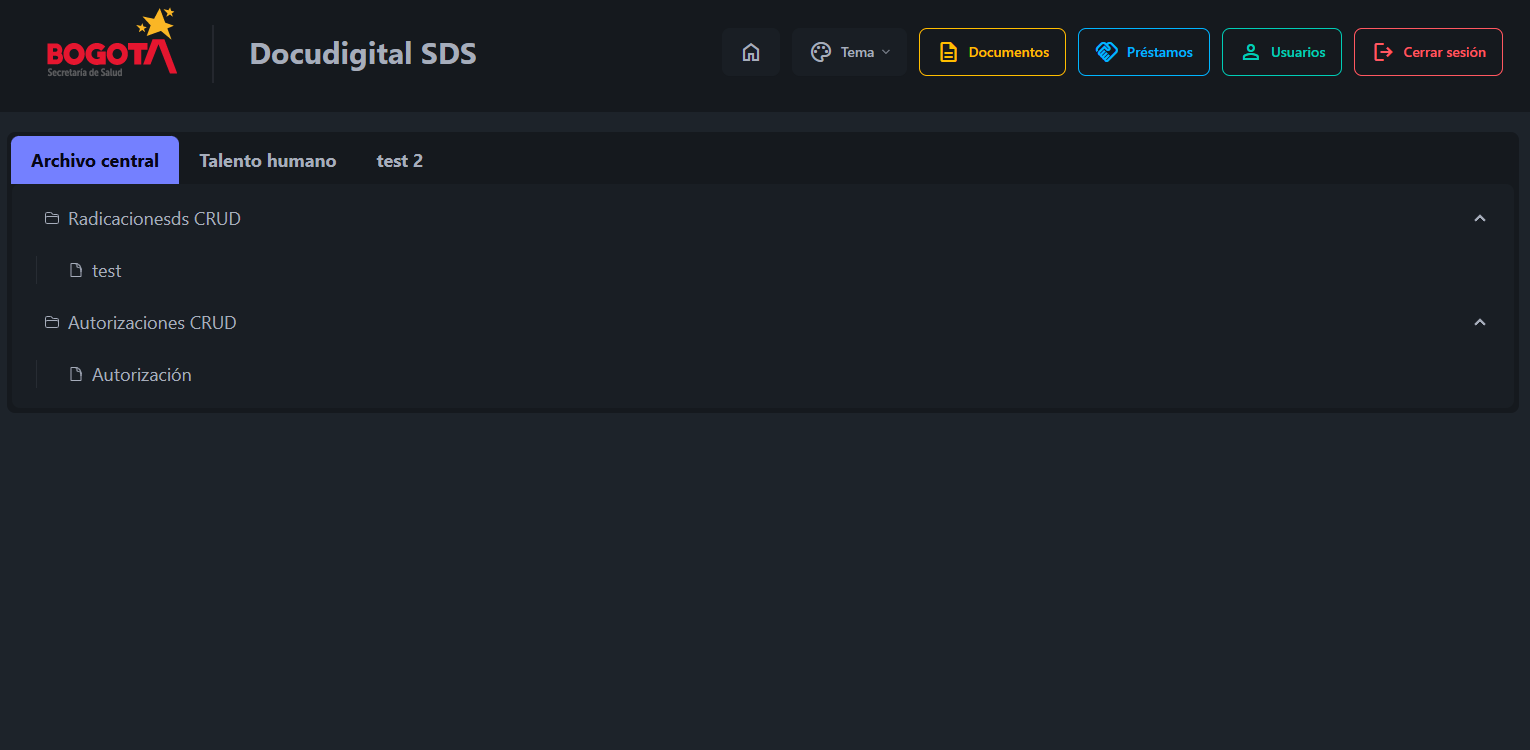 BOGOTÁ
Secretaría de Salud
Docudigital SDS
Tema
Documentos
Préstamos
Usuarios
Cerrar sesión
Archivo central
Talento humano
test 2
Radicacionesds CRUD
test
Autorizaciones CRUD
Autorización